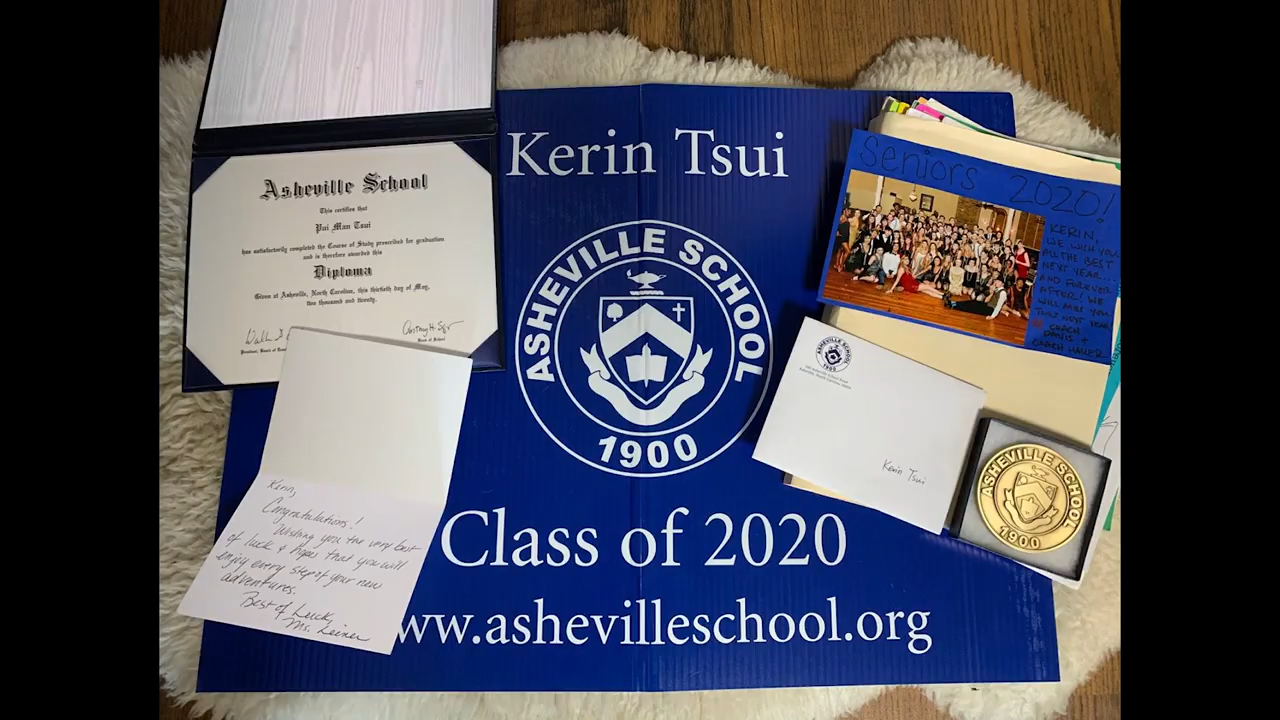 Asheville School
This certifies that
Pui Man Tsui
has satisfactorily completed the Course of Study prescribed for graduation
and is therefore awarded this
Diploma
Given at Asheville, North Carolina, this thirtieth day of May,
two thousand and twenty.
Head of School
Kerin Tsui
ASHEVILLE SCHOOL
1900
Class of 2020
www.ashevilleschool.org
Seniors 2020!
KERIN,
WE WISH YOU
ALL THE BEST
NEXT YEAR...
AND FOREVER
AFTER! WE
WILL MISS YOU
THIS NEXT YEAR!
COACH
DAVIS +
COACH HAUER
ASHEVILLE SCHOOL
1900
Kerin Tsui
ASHEVILLE SCHOOL
1900
Kerin,
Congratulations!
Wishing you the very best
of luck & hope that you will
enjoy every step of your new
adventures.
Best of Luck,
Ms. Leiner